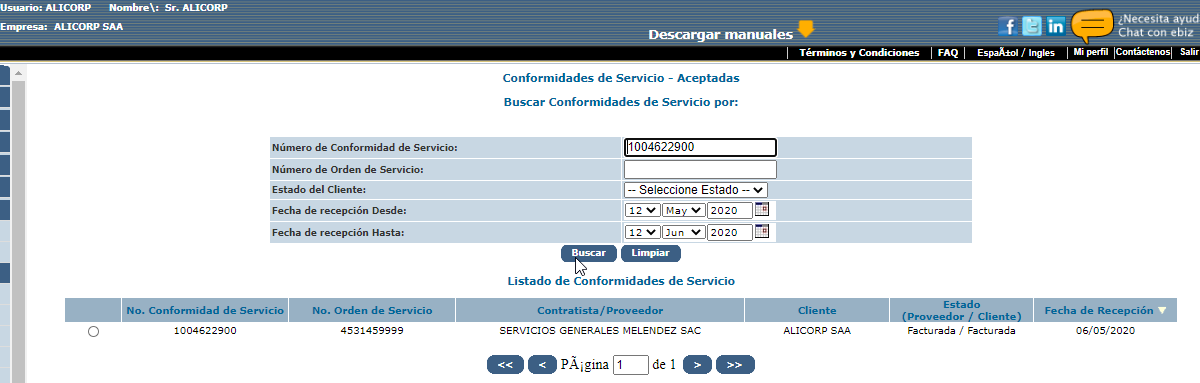 Usuario: ALICORP Nombre\: Sr. ALICORP
Empresa: ALICORP SAA
Descargar manuales
¿Necesita ayud
Chat con ebiz
Términos y Condiciones | FAQ | EspaÃ±ol / Ingles | Mi perfil |Contáctenos| Salir
Conformidades de Servicio - Aceptadas
Buscar Conformidades de Servicio por:
Número de Conformidad de Servicio: 1004622900
Número de Orden de Servicio:
Estado del Cliente: -- Seleccione Estado --
Fecha de recepción Desde: 12 May 2020
Fecha de recepción Hasta: 12 Jun 2020
Buscar Limpiar
Listado de Conformidades de Servicio
No. Conformidad de Servicio No. Orden de Servicio Contratista/Proveedor Cliente Estado (Proveedor / Cliente) Fecha de Recepción
1004622900 4531459999 SERVICIOS GENERALES MELENDEZ SAC ALICORP SAA Facturada / Facturada 06/05/2020
<< < PÃ¡gina 1 de 1 > >>